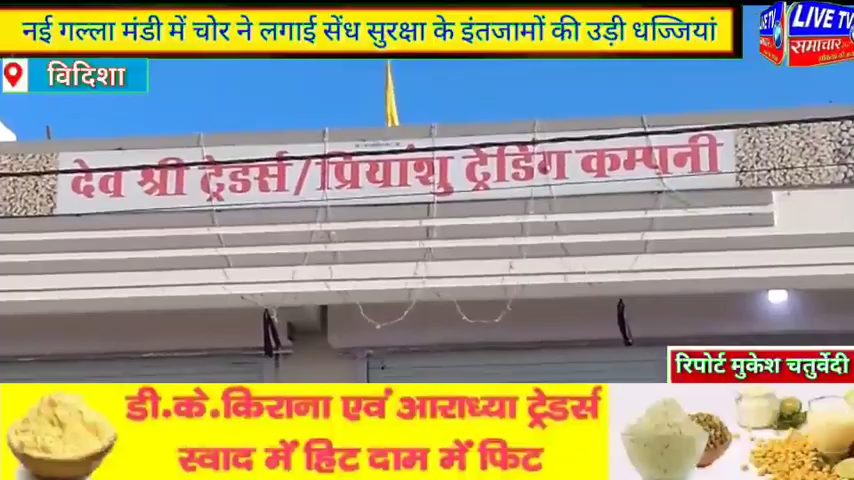 नई गल्ला मंडी में चोर ने लगाई सेंध सुरक्षा के इंतजामों की उड़ी धज्जियां
LIVE TV
समाचार
विदिशा
देव श्री ट्रेडर्स/प्रियांशु ट्रेडिंग कम्पनी
रिपोर्ट मुकेश चतुर्वेदी
डी.के.किराना एवं आराध्या ट्रेडर्स
स्वाद में हिट दाम में फिट